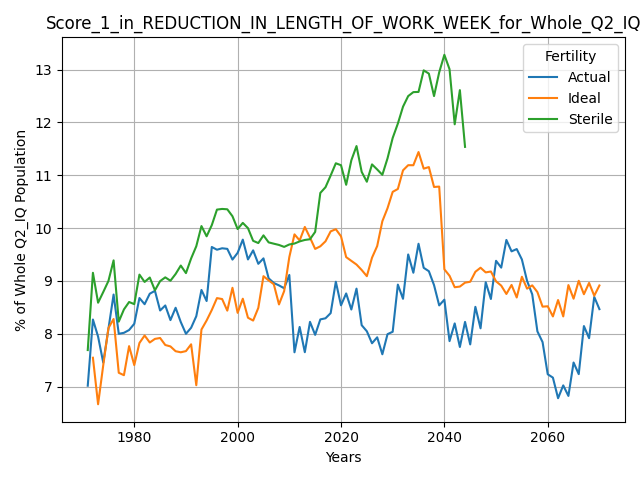 Score_1_in_REDUCTION_IN_LENGTH_OF_WORK_WEEK_for_Whole_Q2_IQ
Fertility
Actual
Ideal
Sterile
% of Whole Q2_IQ Population
13
12
11
10
9
8
7
1980 2000 2020 2040 2060
Years